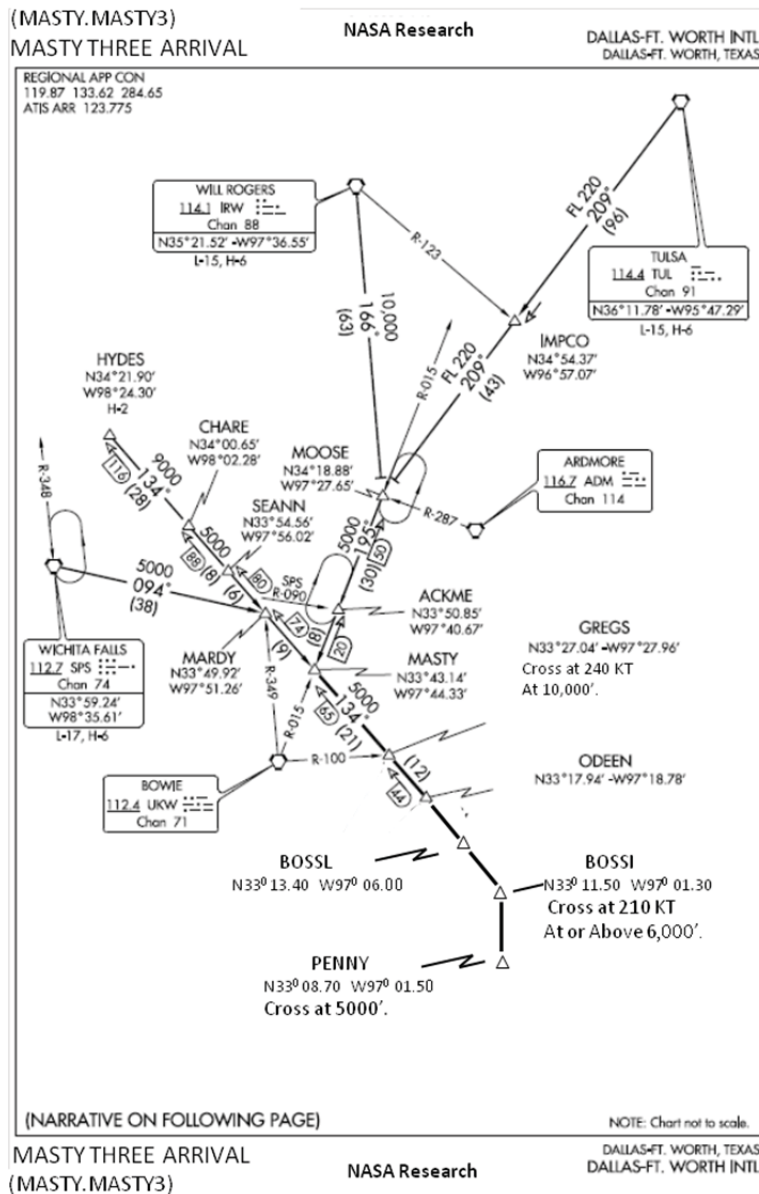 (MASTY.MASTY3)
MASTY THREE ARRIVAL
NASA Research
DALLAS-FT. WORTH INTL
DALLAS-FT. WORTH, TEXAS
REGIONAL APP CON
119.87 133.62 284.65
ATIS ARR 123.775
WILL ROGERS
114.1 IRW
Chan 88
N35°21.52' -W97°36.55'
L-15, H-6
R-123
FL 220
209°
(96)
TULSA
114.4 TUL
Chan 91
N36°11.78' -W95°47.29'
L-15, H-6
10,000
166°
(63)
IMPCO
N34°54.37'
W96°57.07'
R-015
FL 220
209°
(43)
HYDES
N34°21.90'
W98°24.30'
H-2
CHARE
N34°00.65'
W98°02.28'
MOOSE
N34°18.88'
W97°27.65'
ARDMORE
116.7 ADM
Chan 114
R-287
R-348
116
9000
134°
(28)
SEANN
N33°54.56'
W97°56.02'
5000
195°
(30)
50
5000
094°
(38)
88
5000
(8)
(6)
80
SPS
R-090
74
(8)
20
ACKME
N33°50.85'
W97°40.67'
GREGS
N33°27.04' -W97°27.96'
Cross at 240 KT
At 10,000'.
WICHITA FALLS
112.7 SPS
Chan 74
N33°59.24'
W98°35.61'
L-17, H-6
MARDY
N33°49.92'
W97°51.26'
(9)
MASTY
N33°43.14'
W97°44.33'
R-349
R-015
5000
134°
65
(21)
R-100
(12)
44
ODEEN
N33°17.94' -W97°18.78'
BOWIE
112.4 UKW
Chan 71
BOSSL
N33⁰ 13.40 W97⁰ 06.00
BOSSI
N33⁰ 11.50 W97⁰ 01.30
Cross at 210 KT
At or Above 6,000'.
PENNY
N33⁰ 08.70 W97⁰ 01.50
Cross at 5000'.
(NARRATIVE ON FOLLOWING PAGE)
NOTE: Chart not to scale.
MASTY THREE ARRIVAL
(MASTY.MASTY3)
NASA Research
DALLAS-FT. WORTH, TEXAS
DALLAS-FT. WORTH INTL